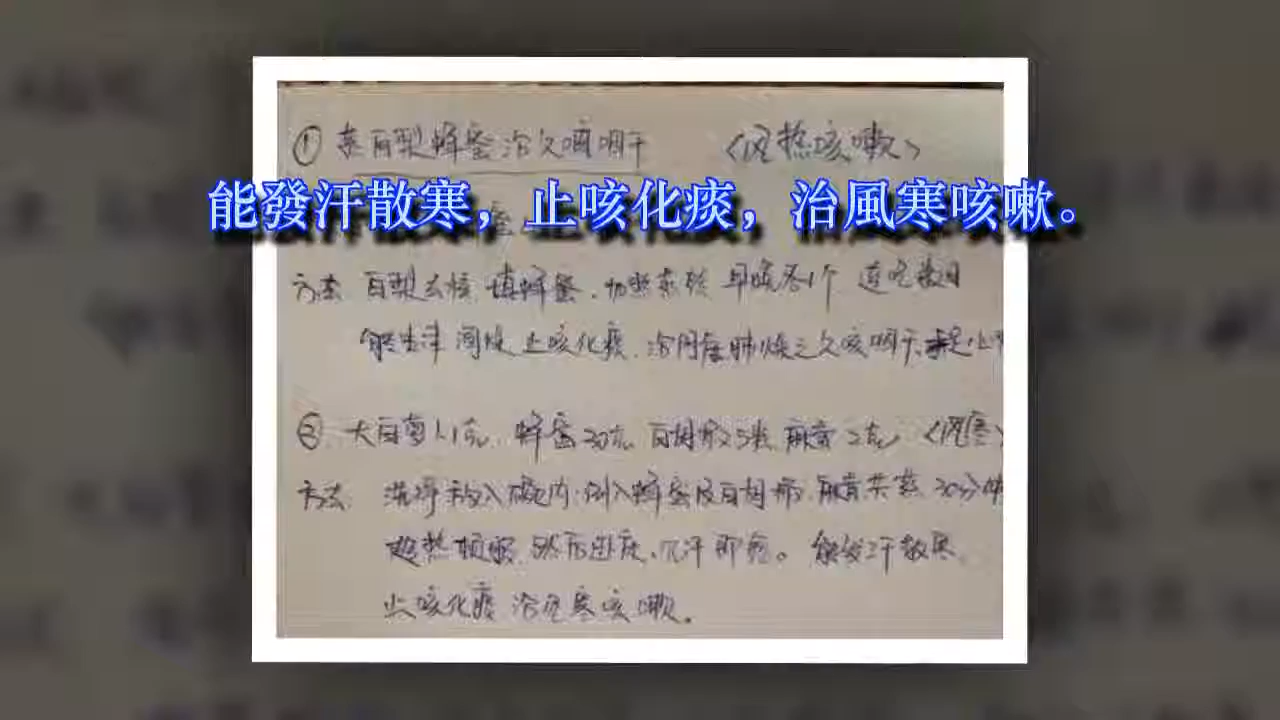 ① 蒸百梨蜂蜜治久咳咽干 〈风热咳嗽〉
能發汗散寒，止咳化痰，治風寒咳嗽。
蜜
方法 百梨去核 填蜂蜜、加热蒸软 早晚各1个 连吃数日
能生津润燥 止咳化痰、治阴虚肺燥之久咳咽干、
② 大白萝卜1克 蜂蜜30克 白胡椒 5粒 麻黄2克 〈风寒〉
方法 洗净 放入碗内 倒入蜂蜜及白胡椒、麻黄共蒸 30分钟
趁热顿服 然后卧床、汗即愈。 能发汗散寒、
止咳化痰 治风寒咳嗽。